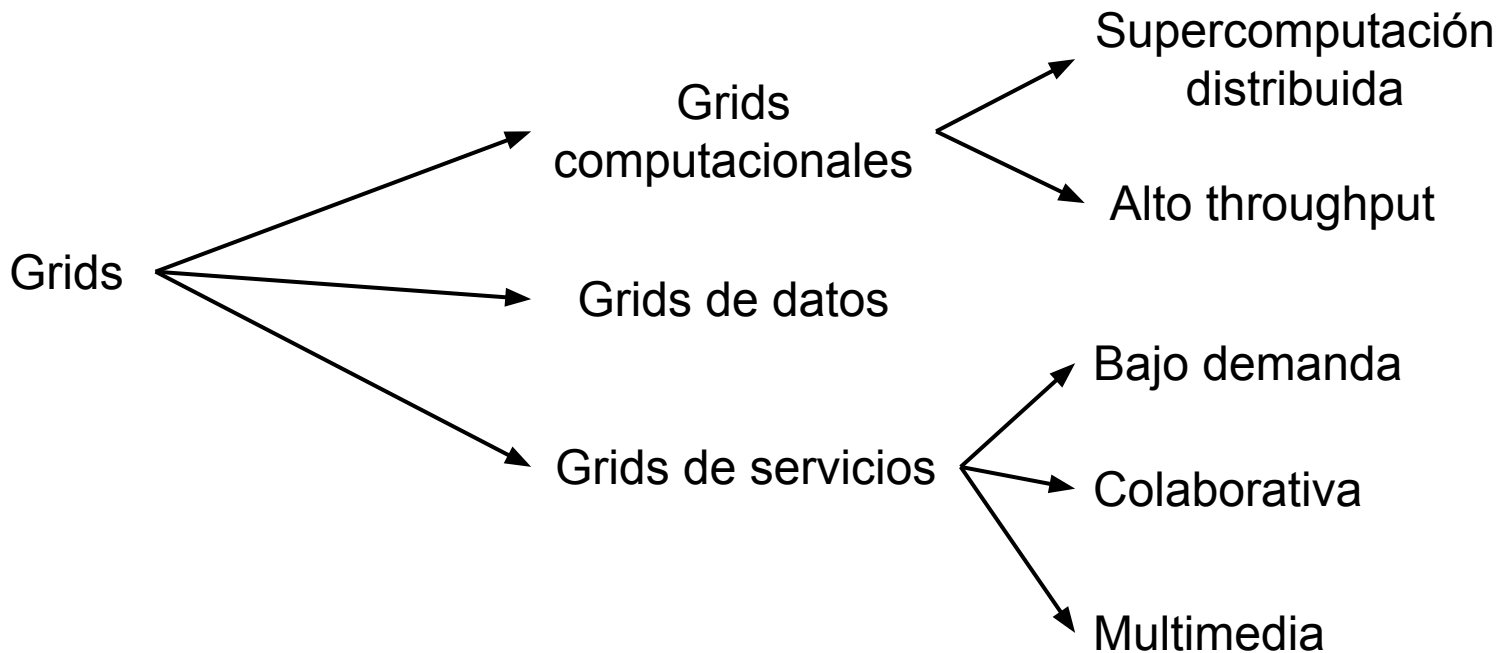 Grids
Grids
computacionales
Supercomputación
distribuida
Alto throughput
Grids de datos
Grids de servicios
Bajo demanda
Colaborativa
Multimedia